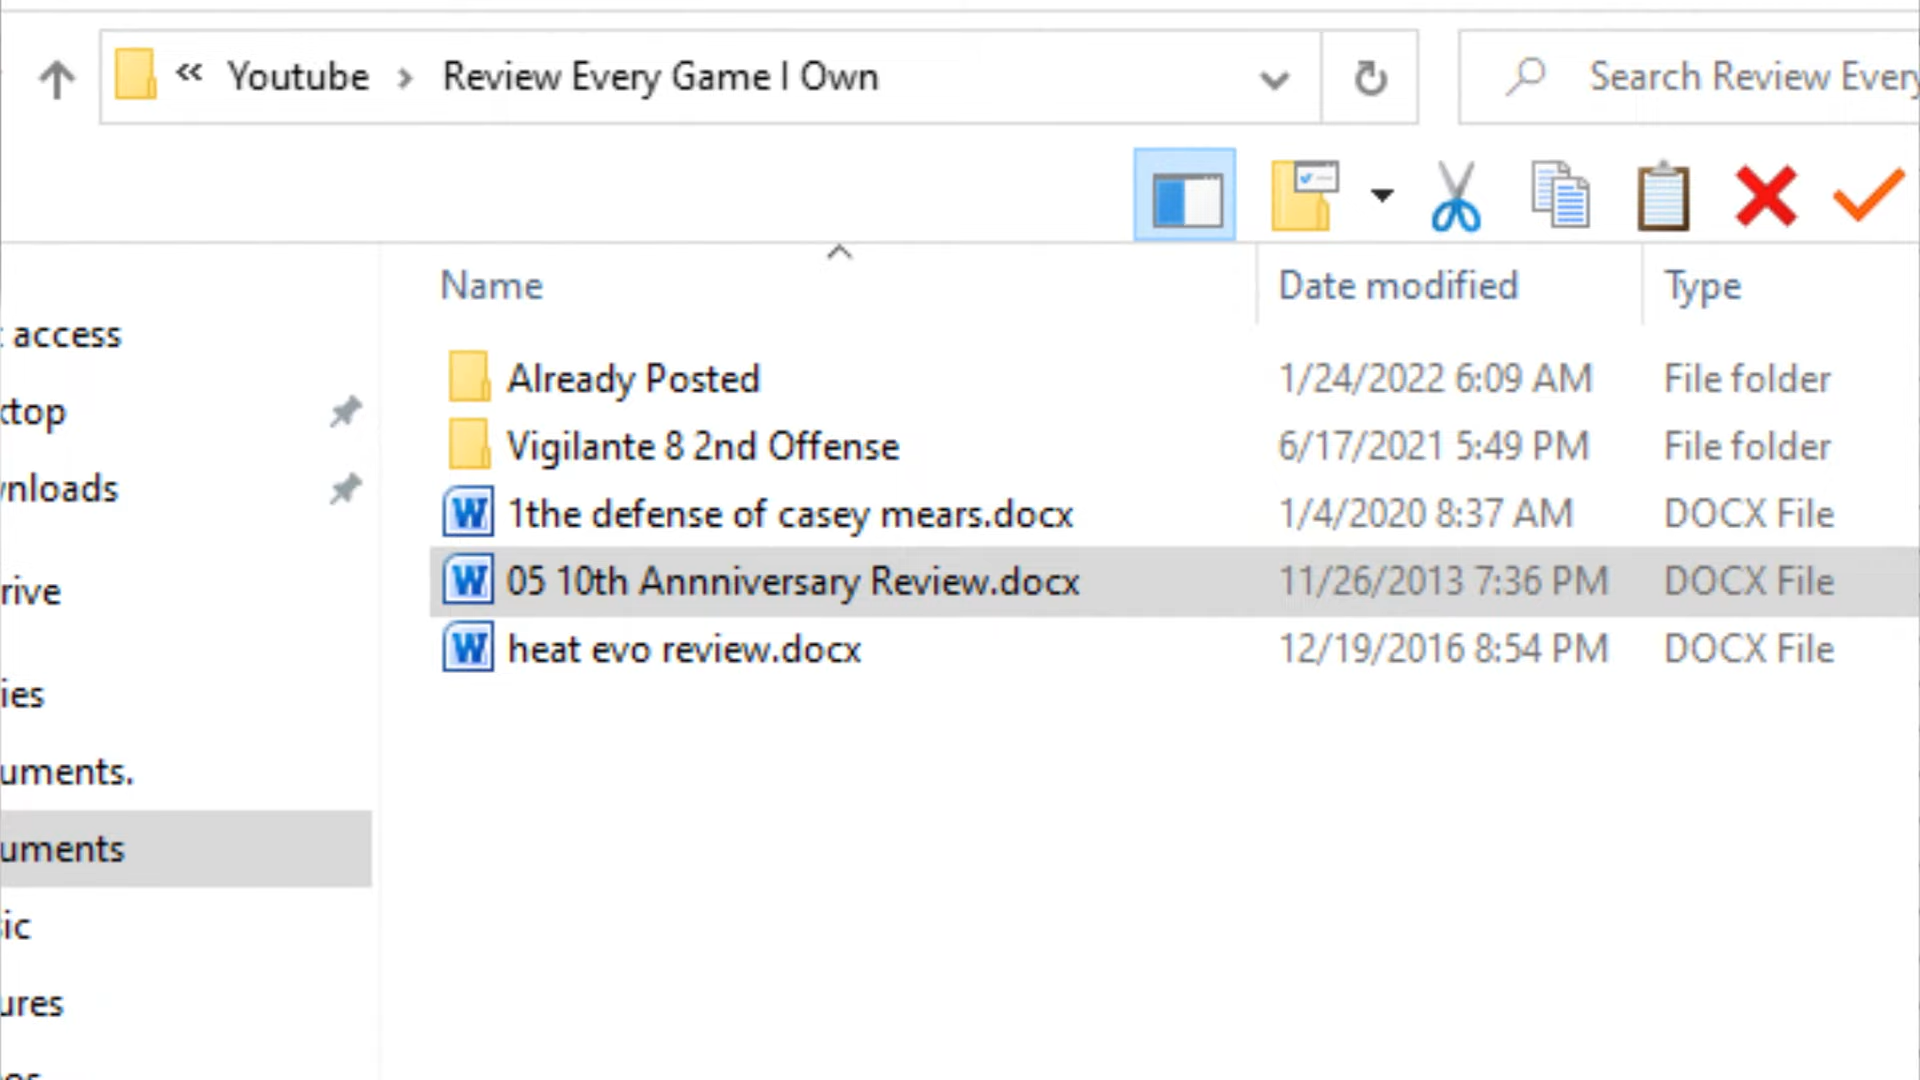 « Youtube > Review Every Game I Own
Search Review Every
Name Date modified Type
access
Already Posted 1/24/2022 6:09 AM File folder
ktop
Vigilante 8 2nd Offense 6/17/2021 5:49 PM File folder
wnloads
1the defense of casey mears.docx 1/4/2020 8:37 AM DOCX File
05 10th Annniversary Review.docx 11/26/2013 7:36 PM DOCX File
rive
heat evo review.docx 12/19/2016 8:54 PM DOCX File
ies
uments.
uments
sic
ures